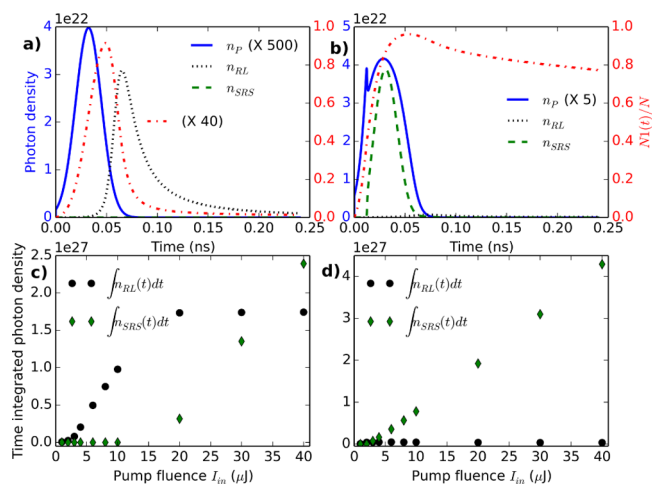 1e22
a)
n_P (X 500)
n_RL
n_SRS
(X 40)
Photon density
4
3
2
1
0
1.0
0.8
0.6
0.4
0.2
0.0
0.00 0.05 0.10 0.15 0.20 0.25
Time (ns)
1e22
b)
n_P (X 5)
n_RL
n_SRS
5
4
3
2
1
0
1.0
0.8
0.6
0.4
0.2
0.0
N1(t)/N
0.00 0.05 0.10 0.15 0.20 0.25
Time (ns)
1e27
c)
∫n_RL(t)dt
∫n_SRS(t)dt
Time integrated photon density
2.5
2.0
1.5
1.0
0.5
0.0
0 5 10 15 20 25 30 35 40
Pump fluence I_in (μJ)
1e27
d)
∫n_RL(t)dt
∫n_SRS(t)dt
4
3
2
1
0
0 5 10 15 20 25 30 35 40
Pump fluence I_in (μJ)